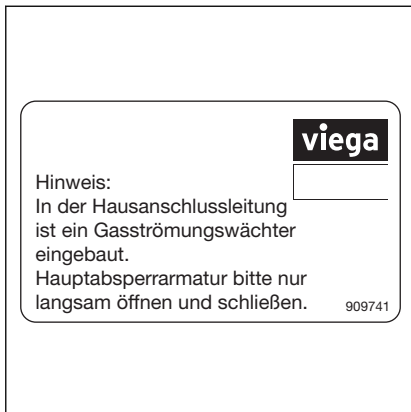 viega
Hinweis:
In der Hausanschlussleitung
ist ein Gasströmungswächter
eingebaut.
Hauptabsperrarmatur bitte nur
langsam öffnen und schließen.
909741